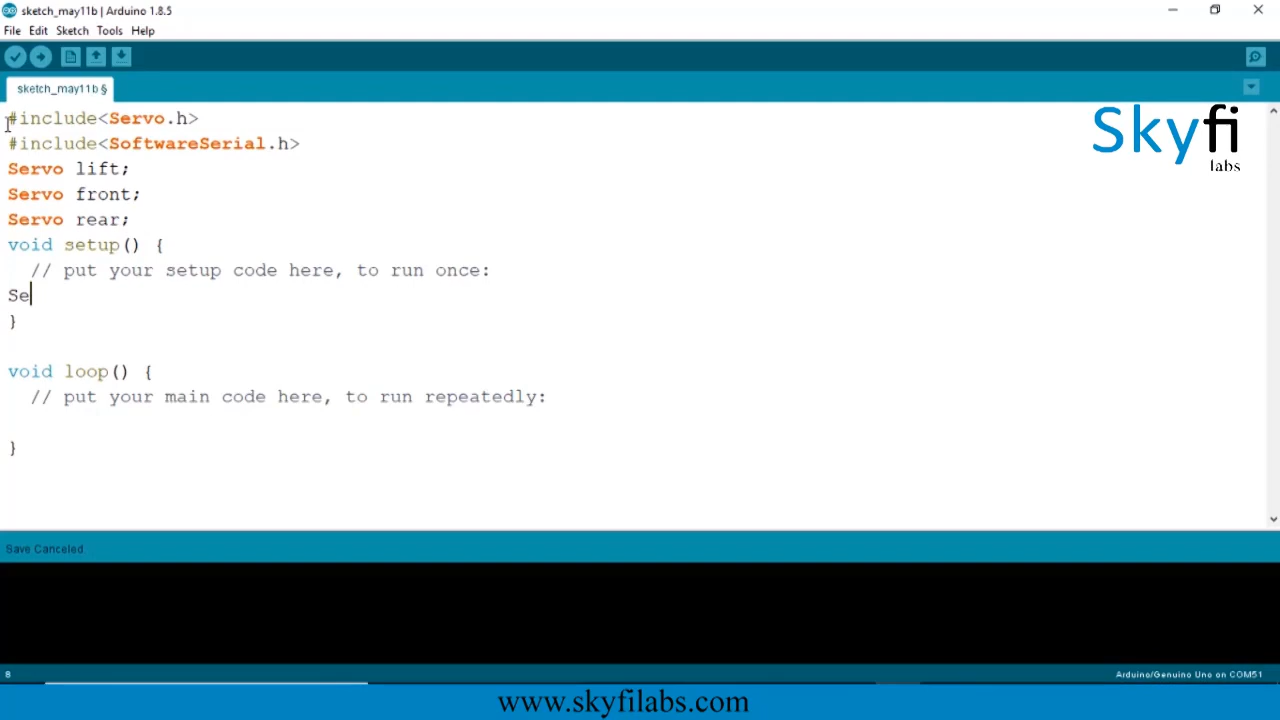 sketch_may11b | Arduino 1.8.5
File Edit Sketch Tools Help
sketch_may11b §
#include<Servo.h>
#include<SoftwareSerial.h>
Servo lift;
Servo front;
Servo rear;
void setup() {
// put your setup code here, to run once:
Se
}
void loop() {
// put your main code here, to run repeatedly:
}
Skyfi
labs
Save Canceled.
8
Arduino/Genuino Uno on COM51
www.skyfilabs.com